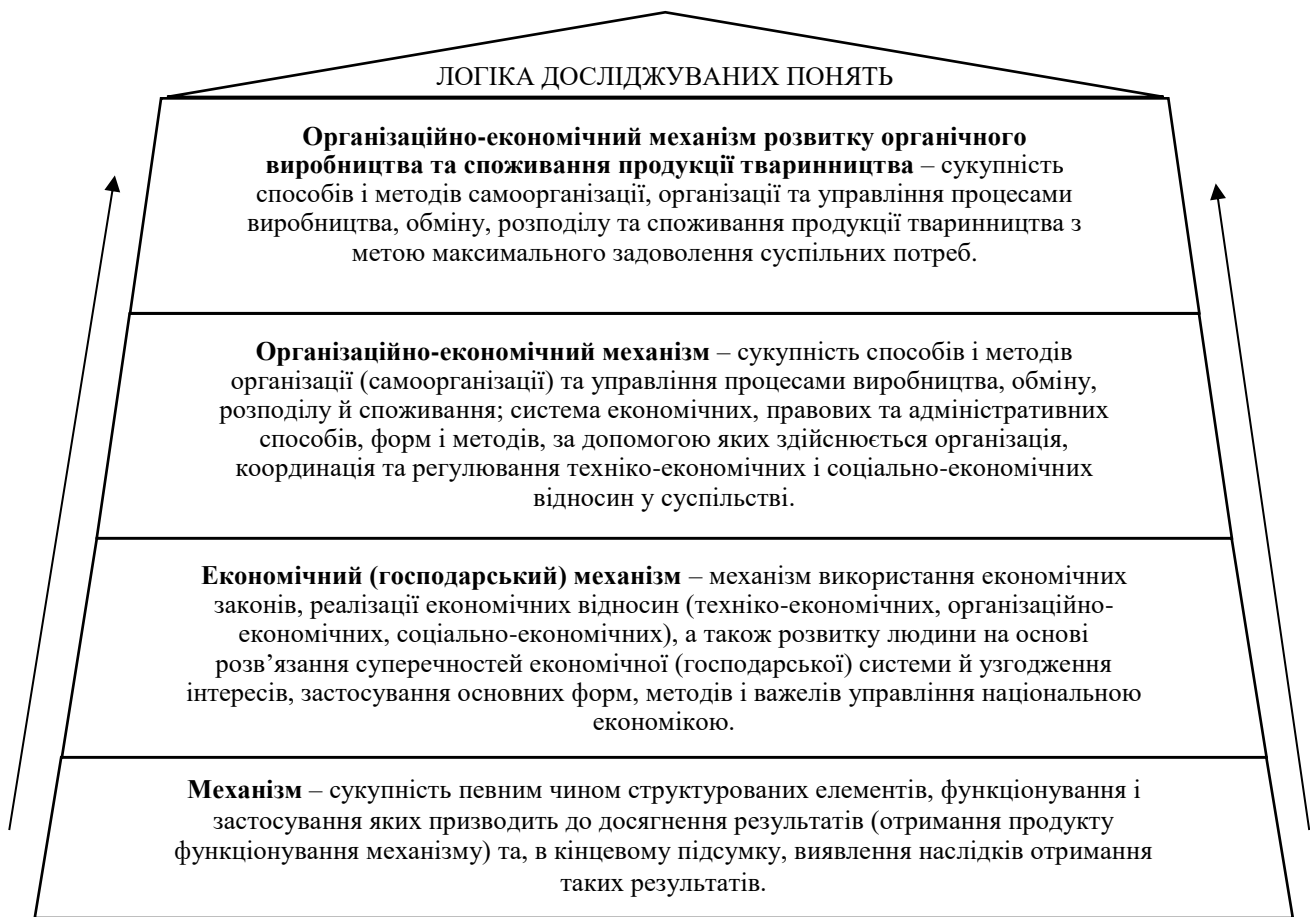 ЛОГІКА ДОСЛІДЖУВАНИХ ПОНЯТЬ
Організаційно-економічний механізм розвитку органічного
виробництва та споживання продукції тваринництва – сукупність
способів і методів самоорганізації, організації та управління процесами
виробництва, обміну, розподілу та споживання продукції тваринництва з
метою максимального задоволення суспільних потреб.
Організаційно-економічний механізм – сукупність способів і методів
організації (самоорганізації) та управління процесами виробництва, обміну,
розподілу й споживання; система економічних, правових та адміністративних
способів, форм і методів, за допомогою яких здійснюється організація,
координація та регулювання техніко-економічних і соціально-економічних
відносин у суспільстві.
Економічний (господарський) механізм – механізм використання економічних
законів, реалізації економічних відносин (техніко-економічних, організаційно-
економічних, соціально-економічних), а також розвитку людини на основі
розв’язання суперечностей економічної (господарської) системи й узгодження
інтересів, застосування основних форм, методів і важелів управління національною
економікою.
Механізм – сукупність певним чином структурованих елементів, функціонування і
застосування яких призводить до досягнення результатів (отримання продукту
функціонування механізму) та, в кінцевому підсумку, виявлення наслідків отримання
таких результатів.